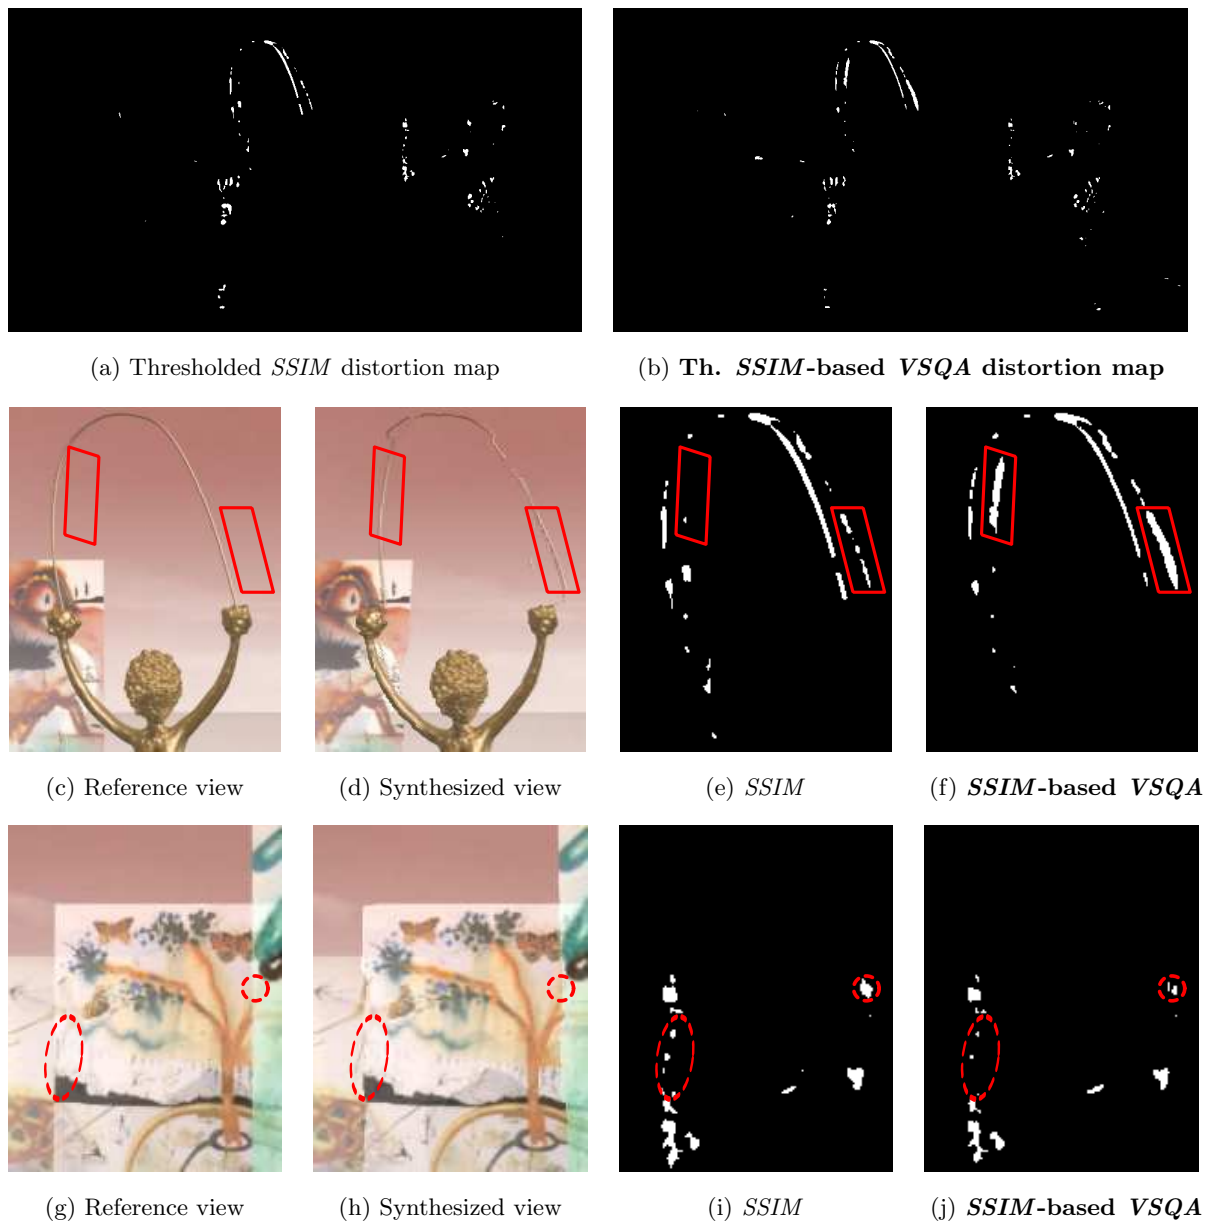 (a) Thresholded SSIM distortion map
(b) Th. SSIM-based VSQA distortion map
(c) Reference view
(d) Synthesized view
(e) SSIM
(f) SSIM-based VSQA
(g) Reference view
(h) Synthesized view
(i) SSIM
(j) SSIM-based VSQA